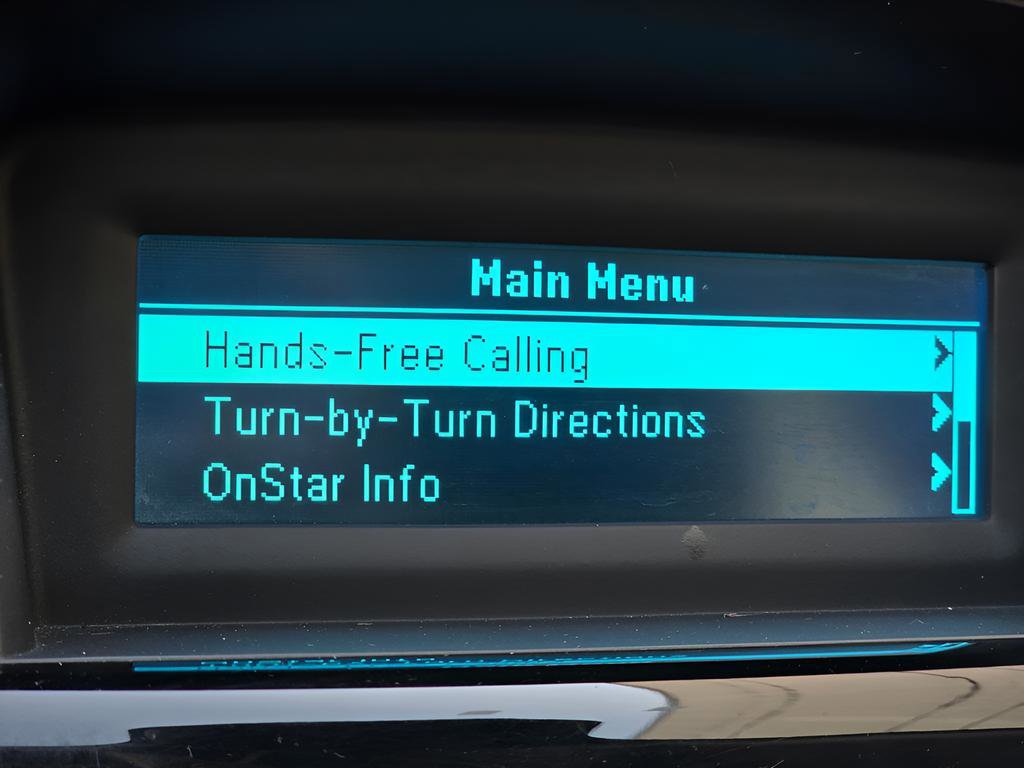 Main Menu
Hands-Free Calling
Turn-by-Turn Directions
OnStar Info